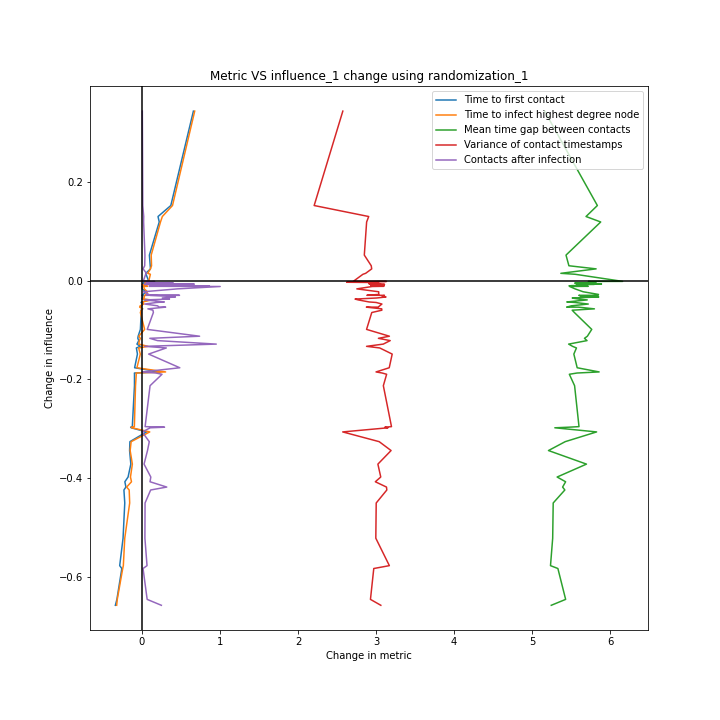 Metric VS influence_1 change using randomization_1
Time to first contact
Time to infect highest degree node
Mean time gap between contacts
Variance of contact timestamps
Contacts after infection
Change in influence
0.2
0.0
−0.2
−0.4
−0.6
0 1 2 3 4 5 6
Change in metric